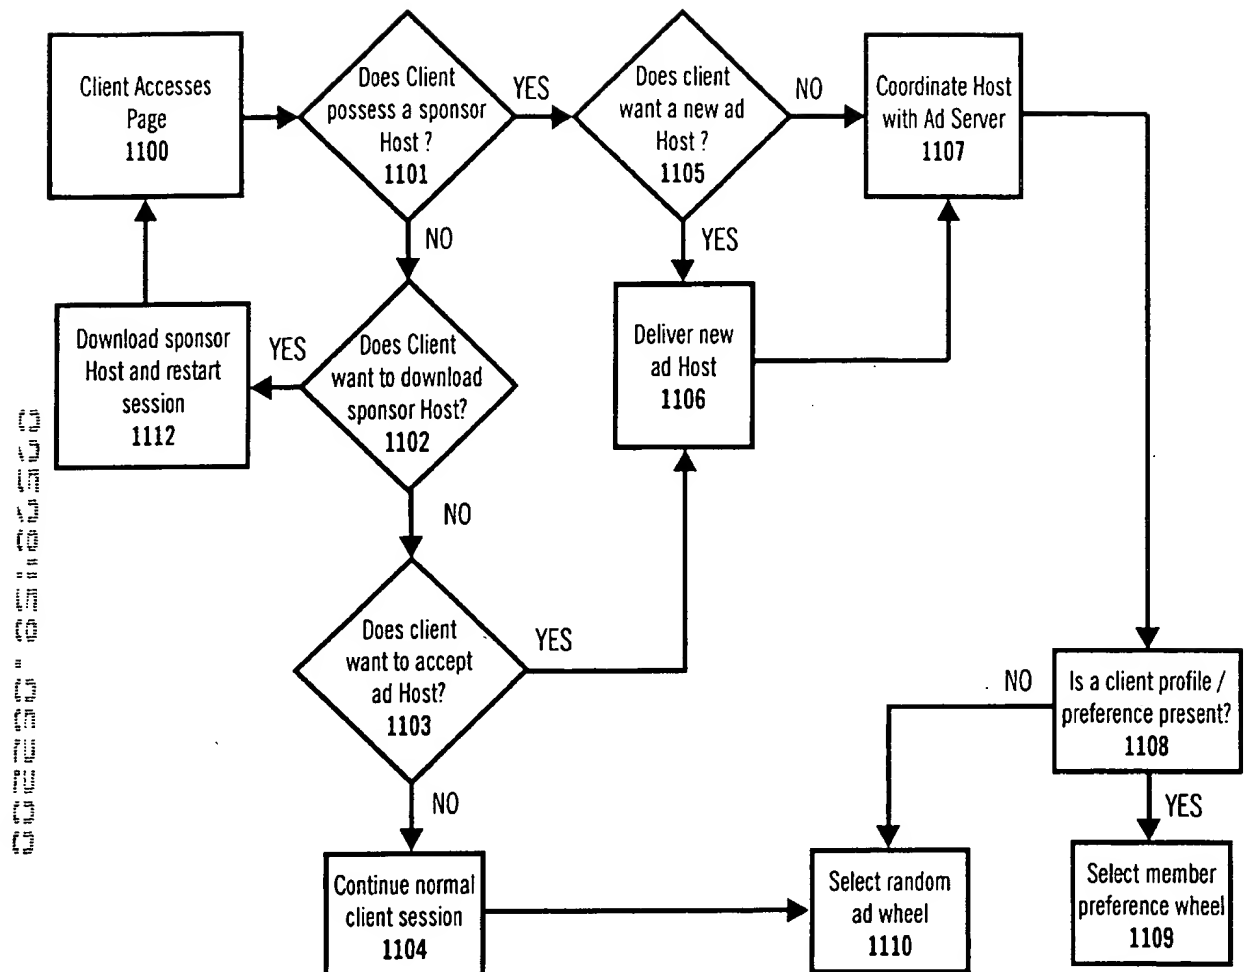 Client Accesses
Page
1100
Does Client
possess a sponsor
Host ?
1101
YES
NO
Does client
want a new ad
Host ?
1105
NO
YES
Coordinate Host
with Ad Server
1107
Download sponsor
Host and restart
session
1112
YES
Does Client
want to download
sponsor Host?
1102
NO
Deliver new
ad Host
1106
Does client
want to accept
ad Host?
1103
YES
NO
NO
Is a client profile /
preference present?
1108
YES
Continue normal
client session
1104
Select random
ad wheel
1110
Select member
preference wheel
1109